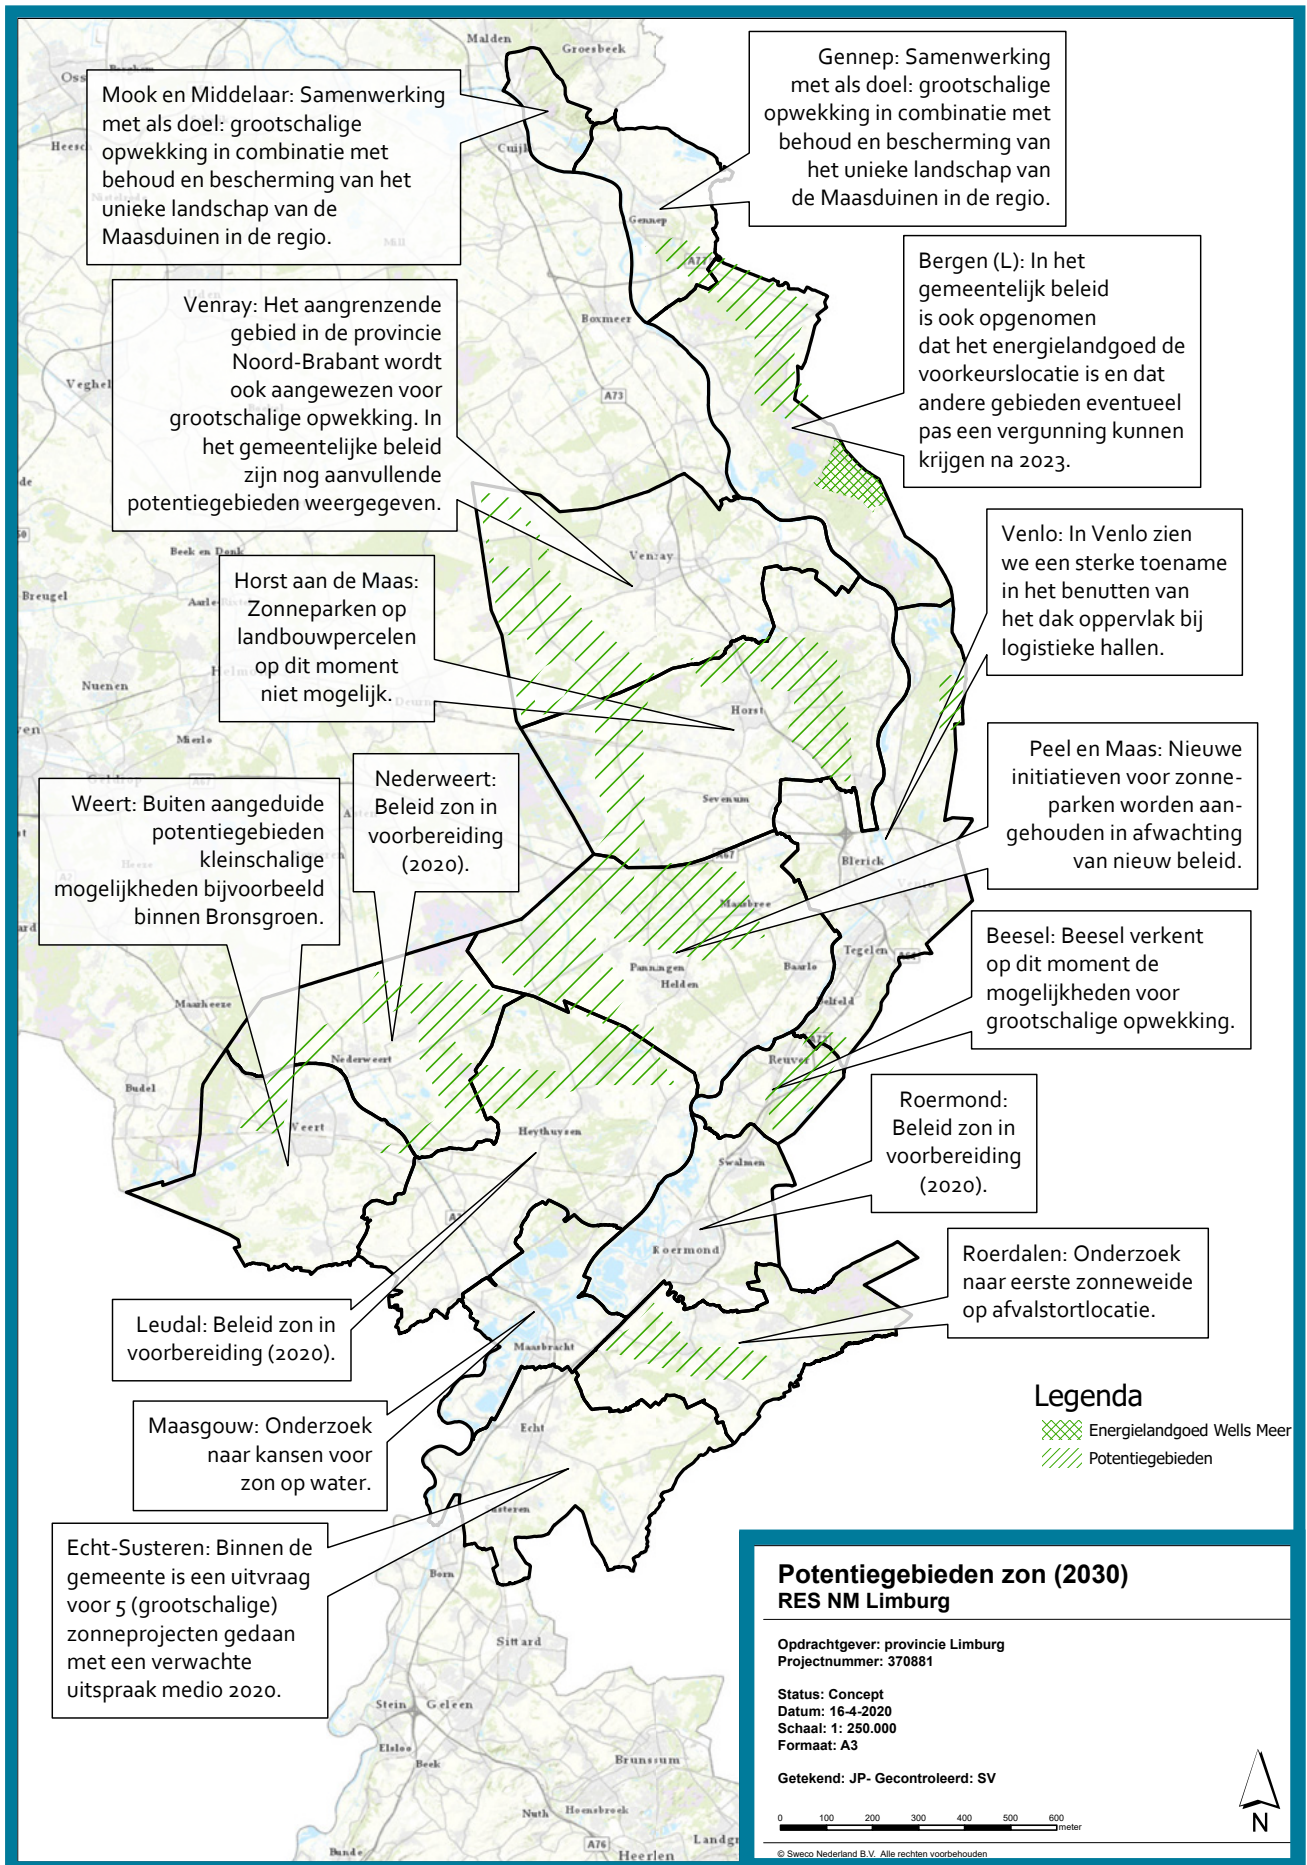 Malden
Groesbeek
Oss
Heesch
Cuijk
Mill
Gennep
A77
Boxmeer
Veghel
A73
Mook en Middelaar: Samenwerking
met als doel: grootschalige
opwekking in combinatie met
behoud en bescherming van het
unieke landschap van de
Maasduinen in de regio.
Gennep: Samenwerking
met als doel: grootschalige
opwekking in combinatie met
behoud en bescherming van
het unieke landschap van
de Maasduinen in de regio.
Bergen (L): In het
gemeentelijk beleid
is ook opgenomen
dat het energielandgoed de
voorkeurslocatie is en dat
andere gebieden eventueel
pas een vergunning kunnen
krijgen na 2023.
Venray: Het aangrenzende
gebied in de provincie
Noord-Brabant wordt
ook aangewezen voor
grootschalige opwekking. In
het gemeentelijke beleid
zijn nog aanvullende
potentiegebieden weergegeven.
Venlo: In Venlo zien
we een sterke toename
in het benutten van
het dak oppervlak bij
logistieke hallen.
Beek en Donk
Venray
Breugel
Horst aan de Maas:
Zonneparken op
landbouwpercelen
op dit moment
niet mogelijk.
Nuenen
Deurne
Horst
Mierlo
Geldrop
A67
Sevenum
Blerick
Venlo
Peel en Maas: Nieuwe
initiatieven voor zonne-
parken worden aan-
gehouden in afwachting
van nieuw beleid.
Nederweert:
Beleid zon in
voorbereiding
(2020).
Weert: Buiten aangeduide
potentiegebieden
kleinschalige
mogelijkheden bijvoorbeeld
binnen Bronsgroen.
Heeze
A2
A67
Maasbree
Tegelen
Panningen
Helden
Baarlo
Belfeld
Beesel: Beesel verkent
op dit moment de
mogelijkheden voor
grootschalige opwekking.
Maarheeze
Nederweert
A73
Reuver
Budel
Weert
Heythuysen
Swalmen
Roermond
Roermond:
Beleid zon in
voorbereiding
(2020).
Roerdalen: Onderzoek
naar eerste zonneweide
op afvalstortlocatie.
Leudal: Beleid zon in
voorbereiding (2020).
Maasbracht
Maasgouw: Onderzoek
naar kansen voor
zon op water.
Echt
Susteren
Echt-Susteren: Binnen de
gemeente is een uitvraag
voor 5 (grootschalige)
zonneprojecten gedaan
met een verwachte
uitspraak medio 2020.
Born
Sittard
Stein
Geleen
Elsloo
Beek
Brunssum
Nuth
Hoensbroek
A76
Heerlen
Landgr
Bunde
Legenda
Energielandgoed Wells Meer
Potentiegebieden
Potentiegebieden zon (2030)
RES NM Limburg
Opdrachtgever: provincie Limburg
Projectnummer: 370881
Status: Concept
Datum: 16-4-2020
Schaal: 1: 250.000
Formaat: A3
Getekend: JP- Gecontroleerd: SV
0 100 200 300 400 500 600
meter
N
© Sweco Nederland B.V. Alle rechten voorbehouden